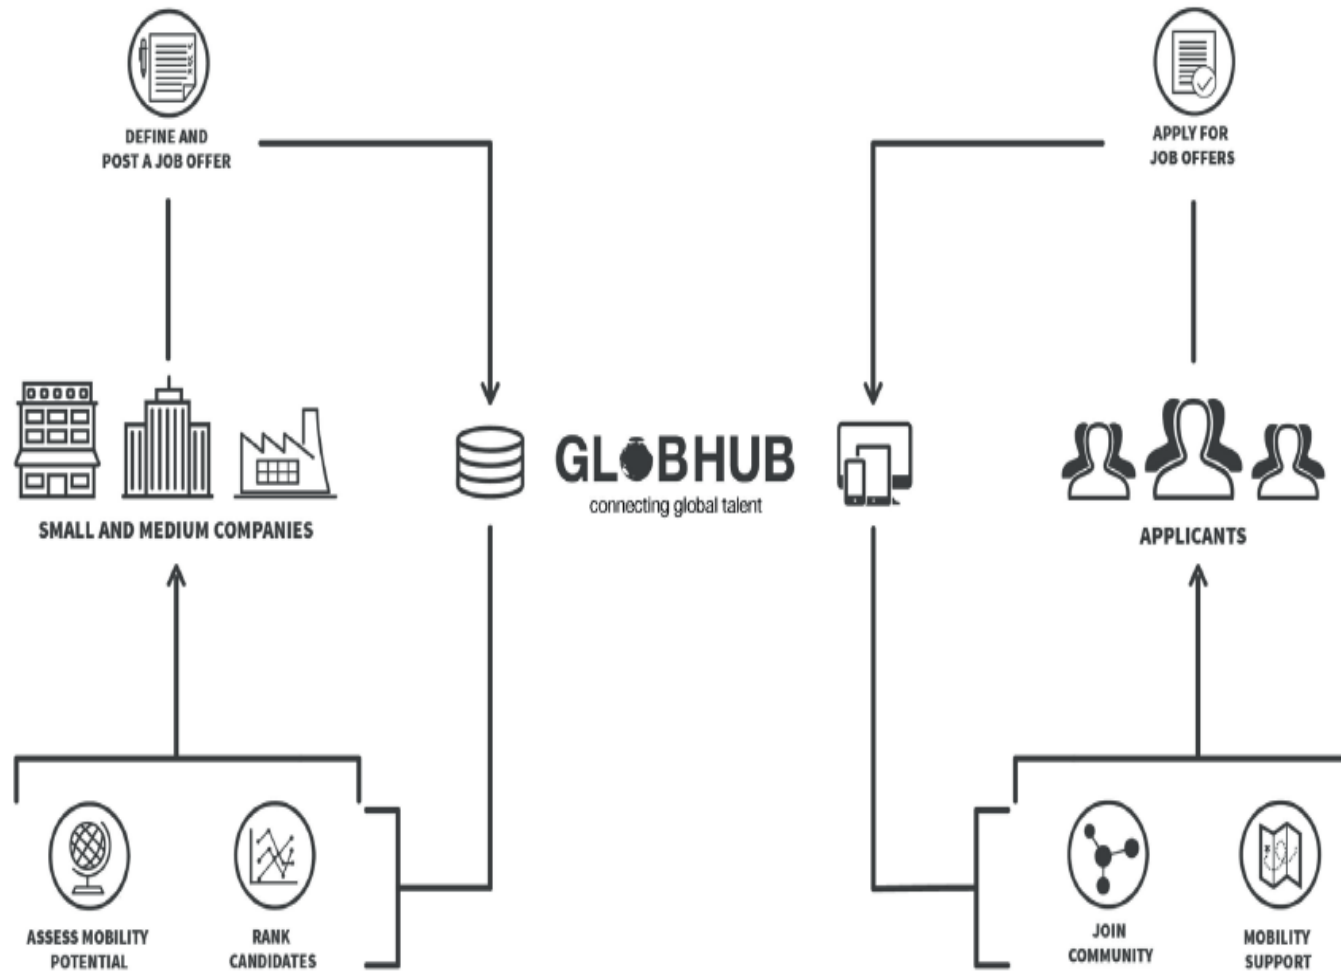 DEFINE AND
POST A JOB OFFER
APPLY FOR
JOB OFFERS
SMALL AND MEDIUM COMPANIES
GLOBHUB
connecting global talent
APPLICANTS
ASSESS MOBILITY
POTENTIAL
RANK
CANDIDATES
JOIN
COMMUNITY
MOBILITY
SUPPORT